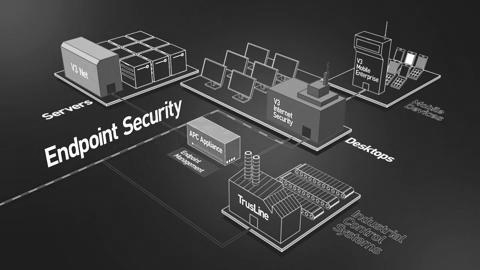 V3 Net
Servers
Endpoint Security
V3
Mobile
Enterprise
Mobile
Devices
V3
Internet
Security
Desktops
APC Appliance
Endpoint
Management
TrusLine
Industrial
Control
Systems